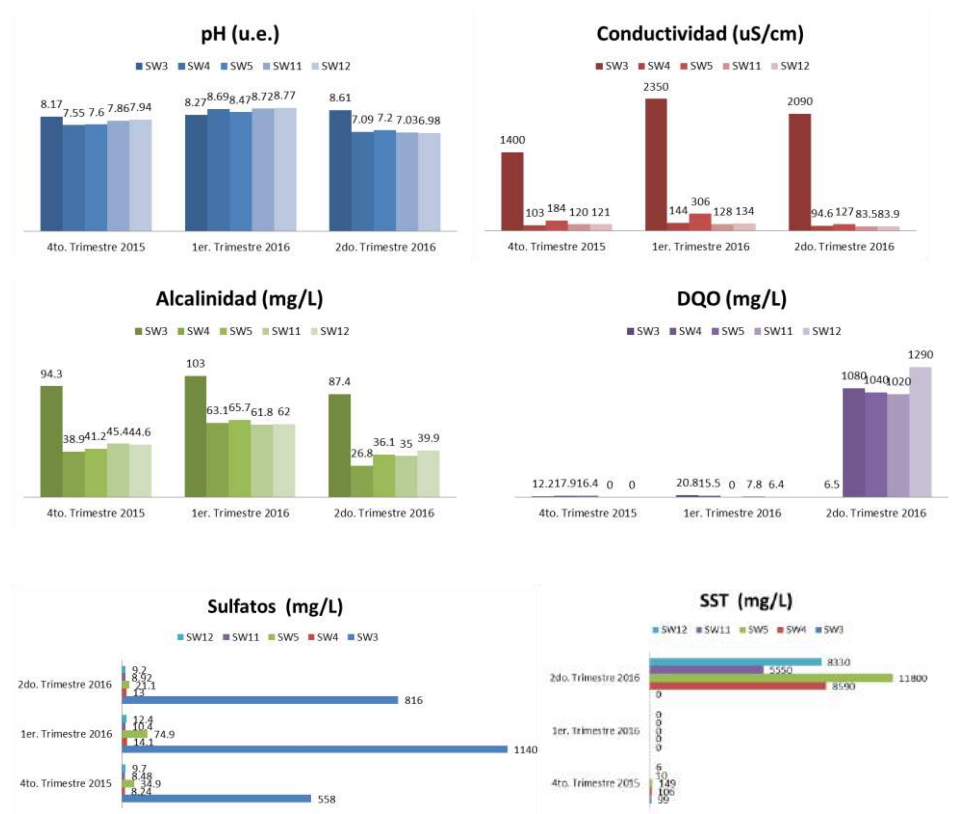 pH (u.e.)
SW3 SW4 SW5 SW11 SW12
8.17 7.55 7.6 7.86 7.94
8.27 8.69 8.47 8.72 8.77
8.61 7.09 7.2 7.03 6.98
4to. Trimestre 2015 1er. Trimestre 2016 2do. Trimestre 2016
Conductividad (uS/cm)
SW3 SW4 SW5 SW11 SW12
1400 103 184 120 121
2350 144 306 128 134
2090 94.6 127 83.5 83.9
4to. Trimestre 2015 1er. Trimestre 2016 2do. Trimestre 2016
Alcalinidad (mg/L)
SW3 SW4 SW5 SW11 SW12
94.3 38.9 41.2 45.4 44.6
103 63.1 65.7 61.8 62
87.4 26.8 36.1 35 39.9
4to. Trimestre 2015 1er. Trimestre 2016 2do. Trimestre 2016
DQO (mg/L)
SW3 SW4 SW5 SW11 SW12
12.2 17.9 16.4 0 0
20.8 15.5 0 7.8 6.4
6.5 1080 1040 1020 1290
4to. Trimestre 2015 1er. Trimestre 2016 2do. Trimestre 2016
Sulfatos (mg/L)
SW12 SW11 SW5 SW4 SW3
2do. Trimestre 2016
9.2
8.92
21.1
13
816
1er. Trimestre 2016
12.4
10.4
74.9
14.1
1140
4to. Trimestre 2015
9.7
8.48
34.9
8.24
558
SST (mg/L)
SW12 SW11 SW5 SW4 SW3
2do. Trimestre 2016
8330
5550
11800
8590
0
1er. Trimestre 2016
0
0
0
0
0
4to. Trimestre 2015
6
10
149
106
99